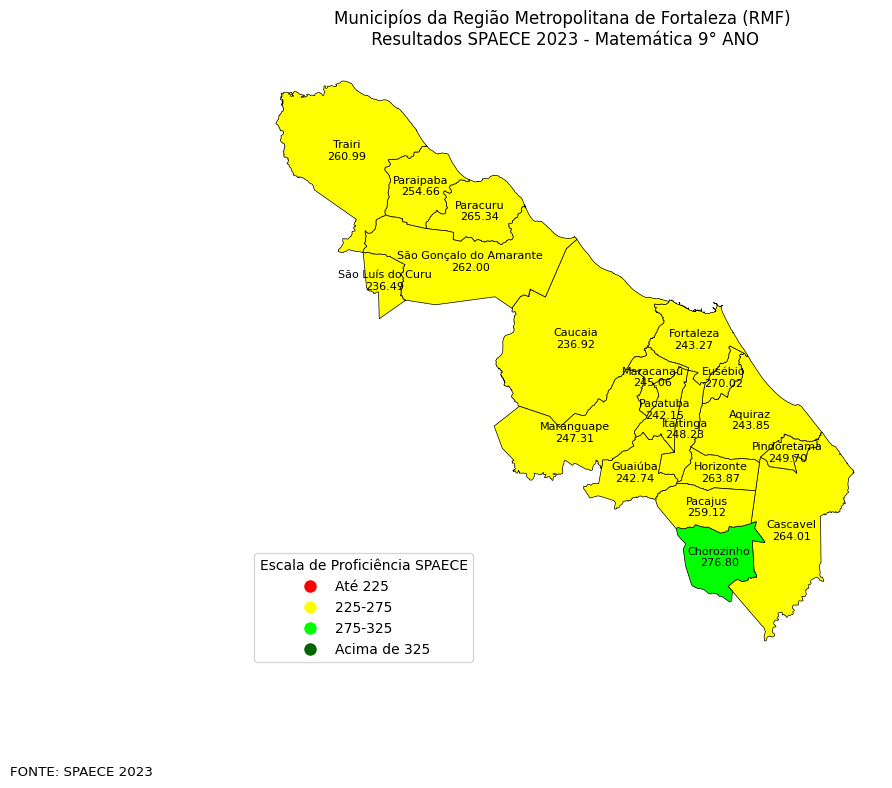 Municipíos da Região Metropolitana de Fortaleza (RMF)
Resultados SPAECE 2023 - Matemática 9° ANO
Trairi
260.99
Paraipaba
254.66
Paracuru
265.34
São Gonçalo do Amarante
262.00
São Luís do Curu
236.49
Caucaia
236.92
Fortaleza
243.27
Maracanaú
245.06
Eusébio
270.02
Pacatuba
242.15
Itaitinga
248.23
Aquiraz
243.85
Maranguape
247.31
Pindoretama
249.70
Guaiúba
242.74
Horizonte
263.87
Pacajus
259.12
Cascavel
264.01
Chorozinho
276.80
Escala de Proficiência SPAECE
Até 225
225-275
275-325
Acima de 325
FONTE: SPAECE 2023